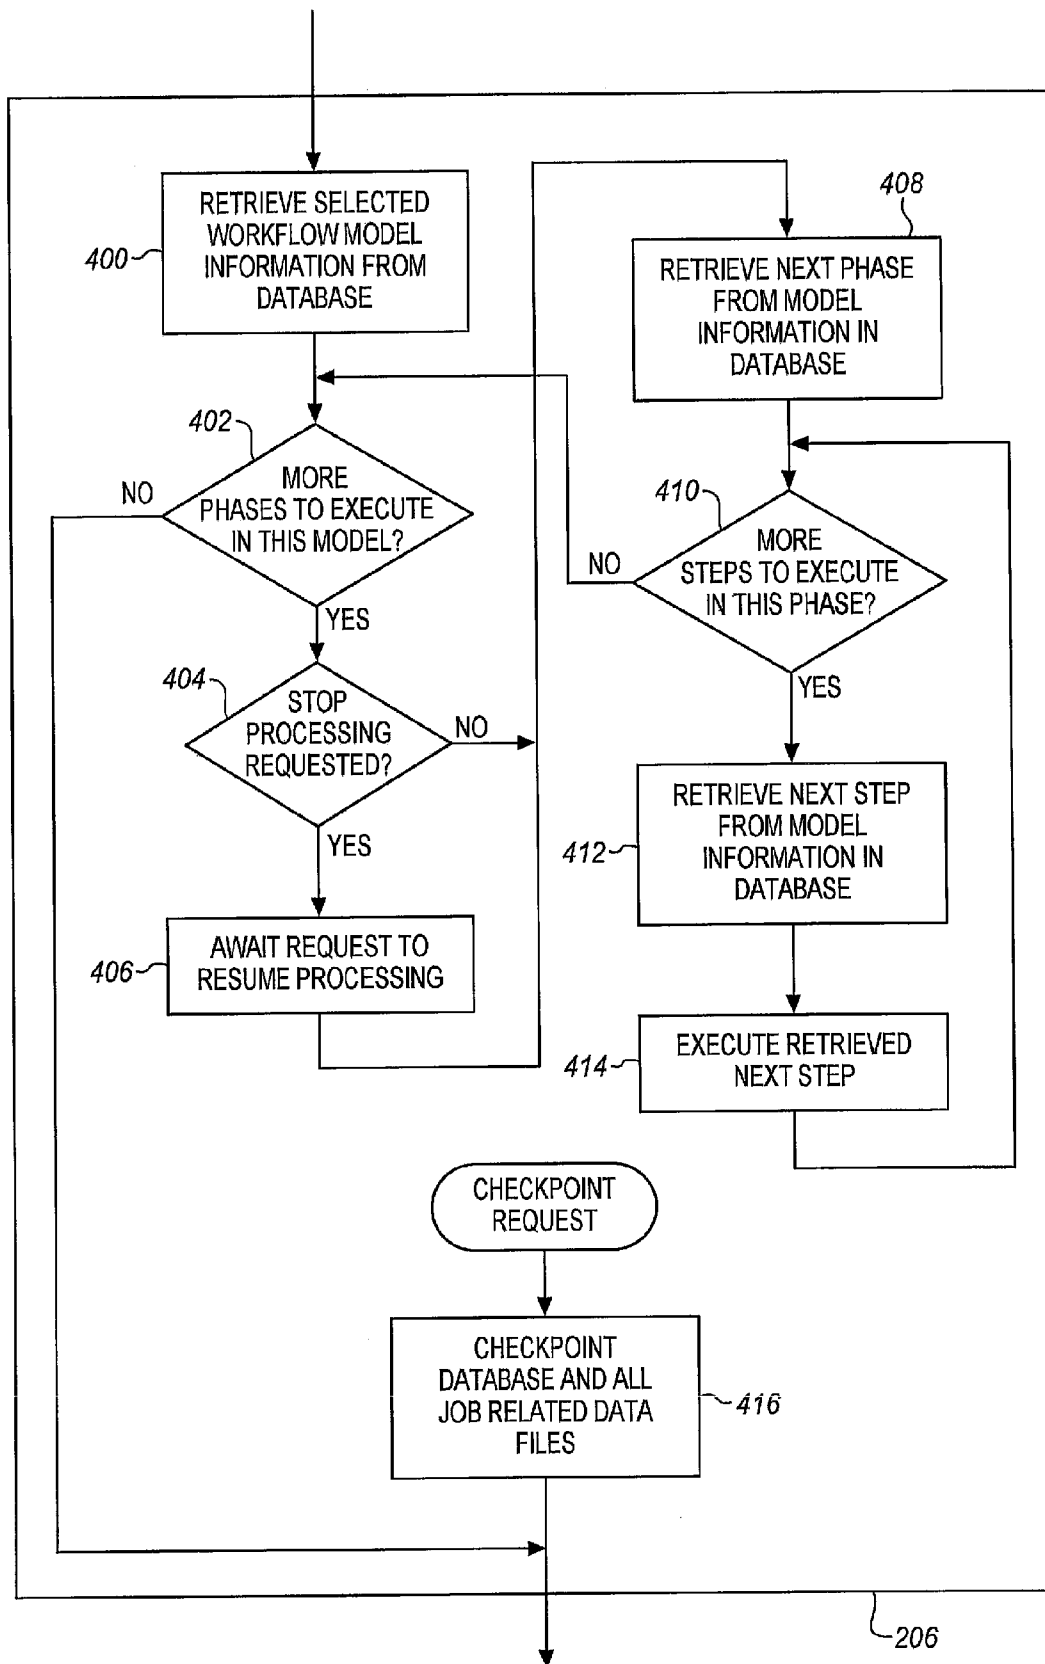 400
RETRIEVE SELECTED
WORKFLOW MODEL
INFORMATION FROM
DATABASE
402
MORE
PHASES TO EXECUTE
IN THIS MODEL?
NO
YES
404
STOP
PROCESSING
REQUESTED?
NO
YES
406
AWAIT REQUEST TO
RESUME PROCESSING
408
RETRIEVE NEXT PHASE
FROM MODEL
INFORMATION IN
DATABASE
410
MORE
STEPS TO EXECUTE
IN THIS PHASE?
NO
YES
412
RETRIEVE NEXT STEP
FROM MODEL
INFORMATION IN
DATABASE
414
EXECUTE RETRIEVED
NEXT STEP
CHECKPOINT
REQUEST
CHECKPOINT
DATABASE AND ALL
JOB RELATED DATA
FILES
416
206